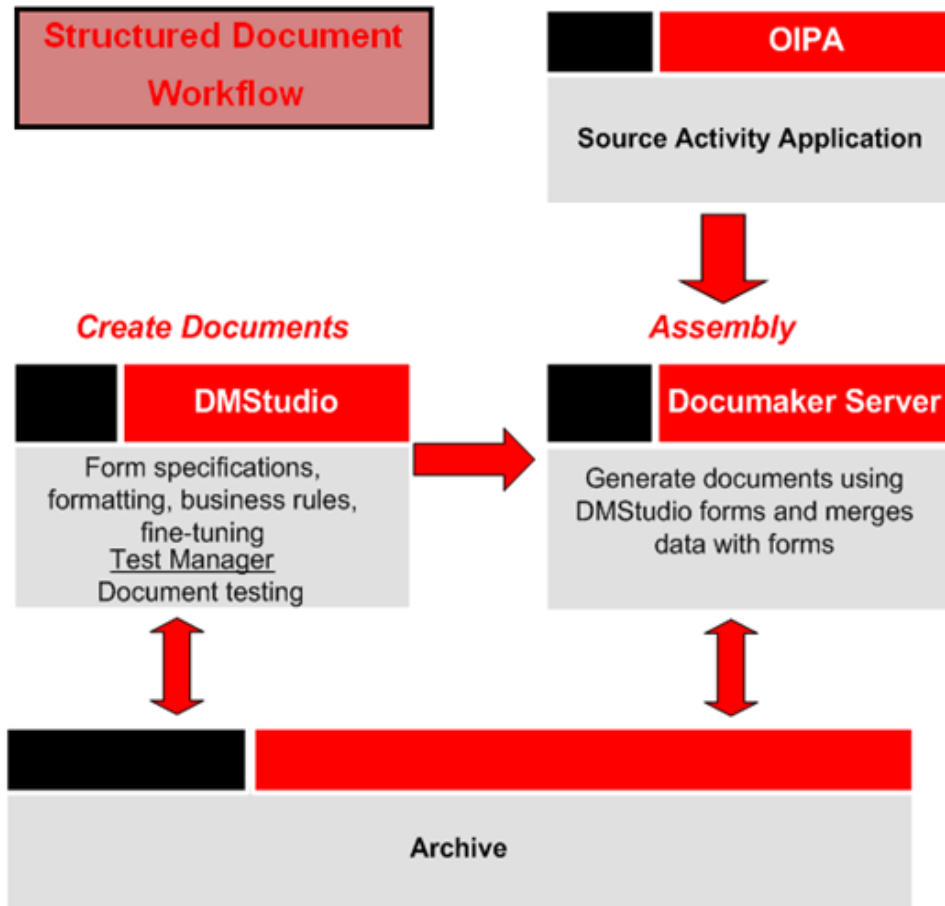 Structured Document
Workflow
OIPA
Source Activity Application
Create Documents
Assembly
DMStudio
Form specifications,
formatting, business rules,
fine-tuning
Test Manager
Document testing
Documaker Server
Generate documents using
DMStudio forms and merges
data with forms
Archive